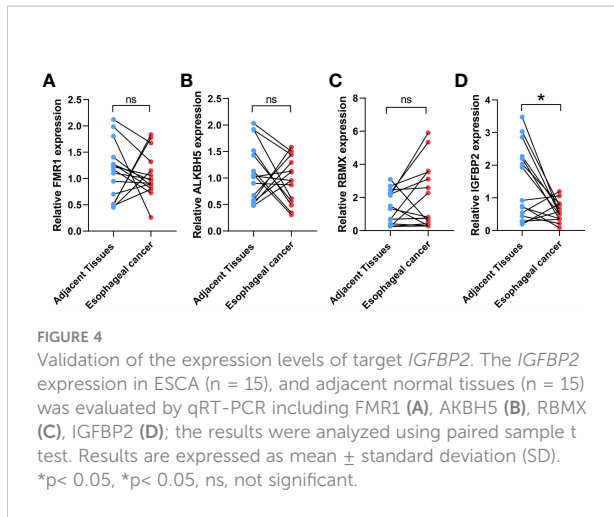 A B C D
ns ns ns *
Relative FMR1 expression
2.5
2.0
1.5
1.0
0.5
0.0
Adjacent Tissues
Esophageal cancer
Relative ALKBH5 expression
2.5
2.0
1.5
1.0
0.5
0.0
Adjacent Tissues
Esophageal cancer
Relative RBMX expression
8
6
4
2
0
Adjacent Tissues
Esophageal cancer
Relative IGFBP2 expression
4
3
2
1
0
Adjacent Tissues
Esophageal cancer
FIGURE 4
Validation of the expression levels of target IGFBP2. The IGFBP2
expression in ESCA (n = 15), and adjacent normal tissues (n = 15)
was evaluated by qRT-PCR including FMR1 (A), AKBH5 (B), RBMX
(C), IGFBP2 (D); the results were analyzed using paired sample t
test. Results are expressed as mean ± standard deviation (SD).
*p< 0.05, *p< 0.05, ns, not significant.